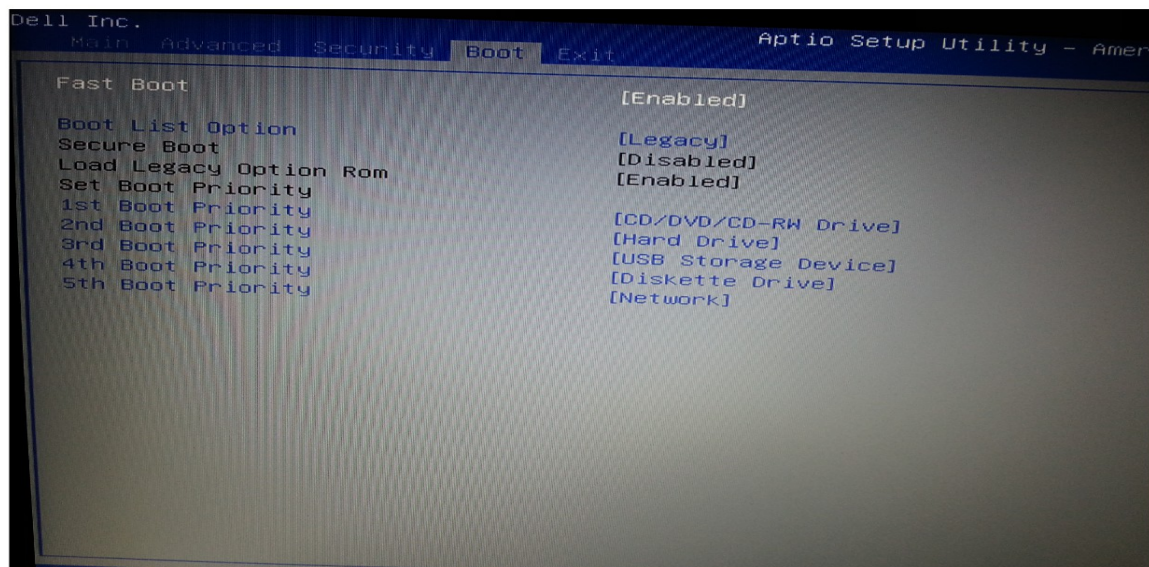 Dell Inc.
Aptio Setup Utility – Amer
Main Advanced Security Boot Exit
Fast Boot [Enabled]
Boot List Option [Legacy]
Secure Boot [Disabled]
Load Legacy Option Rom [Enabled]
Set Boot Priority
1st Boot Priority [CD/DVD/CD-RW Drive]
2nd Boot Priority [Hard Drive]
3rd Boot Priority [USB Storage Device]
4th Boot Priority [Diskette Drive]
5th Boot Priority [Network]